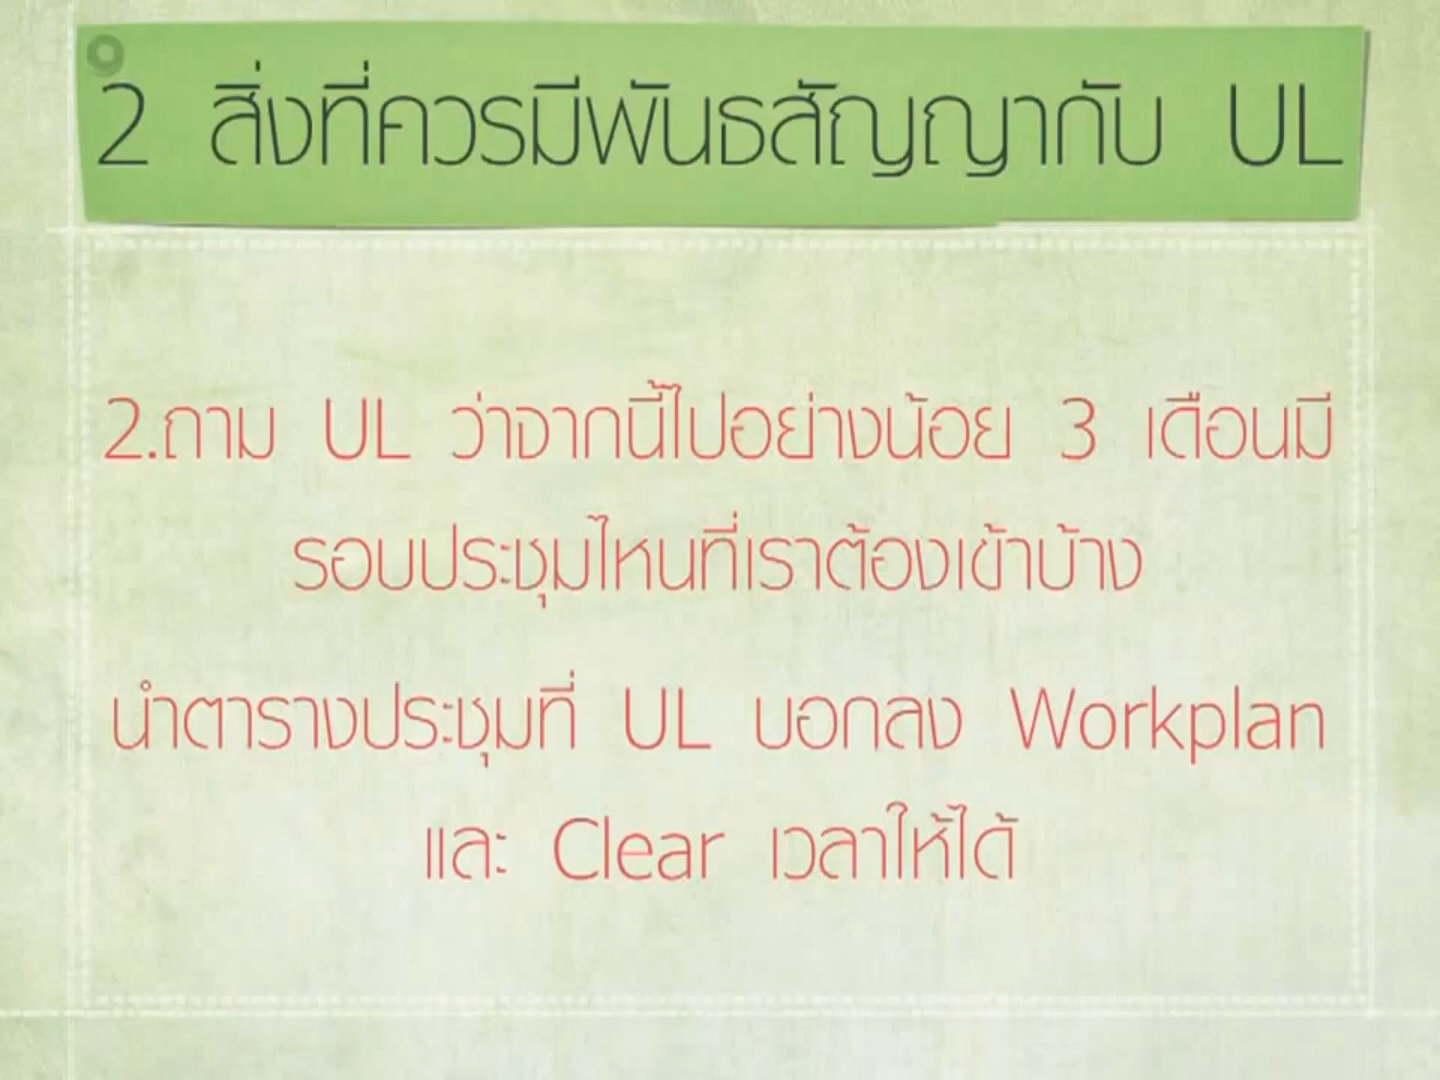 2 สิ่งที่ควรมีพันธสัญญากับ UL
2.ถาม UL ว่าจากนี้ไปอย่างน้อย 3 เดือนมี
รอบประชุมไหนที่เราต้องเข้าบ้าง
นำตารางประชุมที่ UL บอกลง Workplan
และ Clear เวลาให้ได้